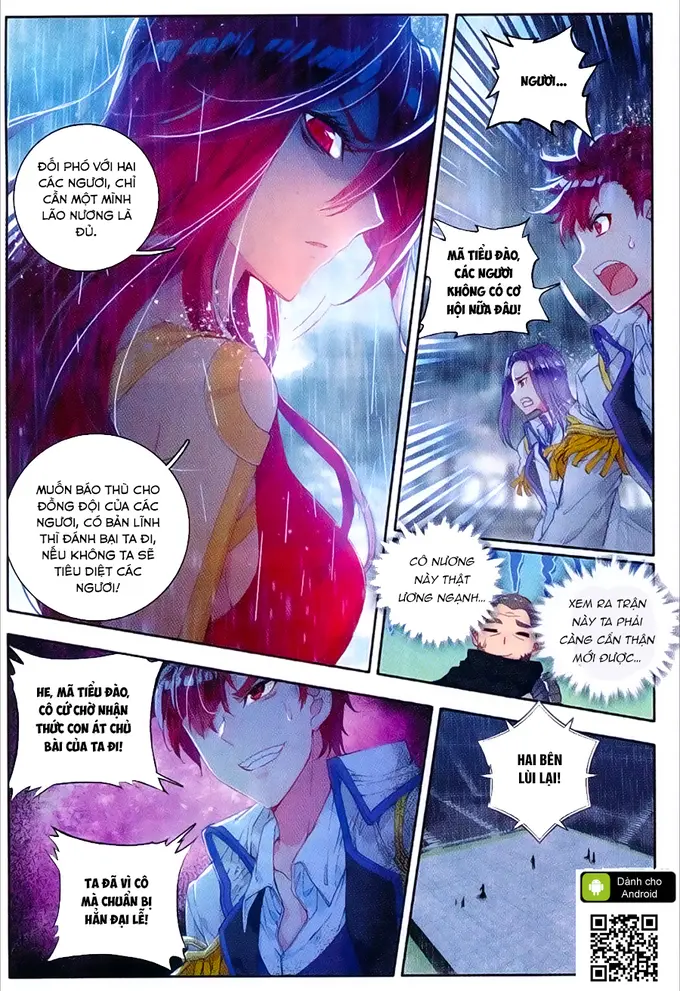 ĐỐI PHÓ VỚI HAI
CÁC NGƯƠI, CHỈ
CẦN MỘT MÌNH
LÃO NƯƠNG LÀ
ĐỦ.
NGƯƠI...
MÃ TIỂU ĐÀO,
CÁC NGƯƠI
KHÔNG CÓ CƠ
HỘI NỮA ĐÂU!
MUỐN BÁO THÙ CHO
ĐỒNG ĐỘI CỦA CÁC
NGƯƠI, CÓ BẢN LĨNH
THÌ ĐÁNH BẠI TA ĐI,
NẾU KHÔNG TA SẼ
TIÊU DIỆT CÁC
NGƯƠI!
CÔ NƯƠNG
NÀY THẬT
ƯƠNG NGẠNH...
XEM RA TRẬN
NÀY TA PHẢI
CÀNG CẨN THẬN
MỚI ĐƯỢC...
HE, MÃ TIỂU ĐÀO,
CÔ CỨ CHỜ NHẬN
THỨC CON ÁT CHỦ
BÀI CỦA TA ĐI!
TA ĐÃ VÌ CÔ
MÀ CHUẨN BỊ
HẲN ĐẠI LỄ!
HAI BÊN
LÙI LẠI!
Dành cho
Android